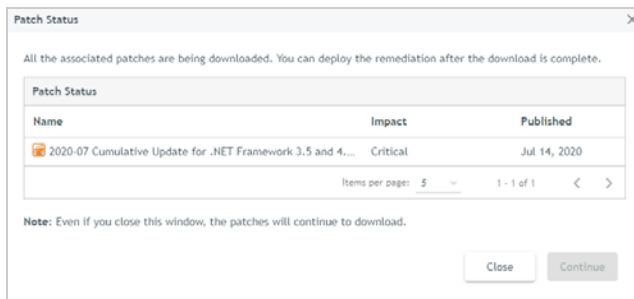 Patch Status
All the associated patches are being downloaded. You can deploy the remediation after the download is complete.
Patch Status
Name Impact Published
2020-07 Cumulative Update for .NET Framework 3.5 and 4.... Critical Jul 14, 2020
Items per page: 5 1 - 1 of 1
Note: Even if you close this window, the patches will continue to download.
Close Continue